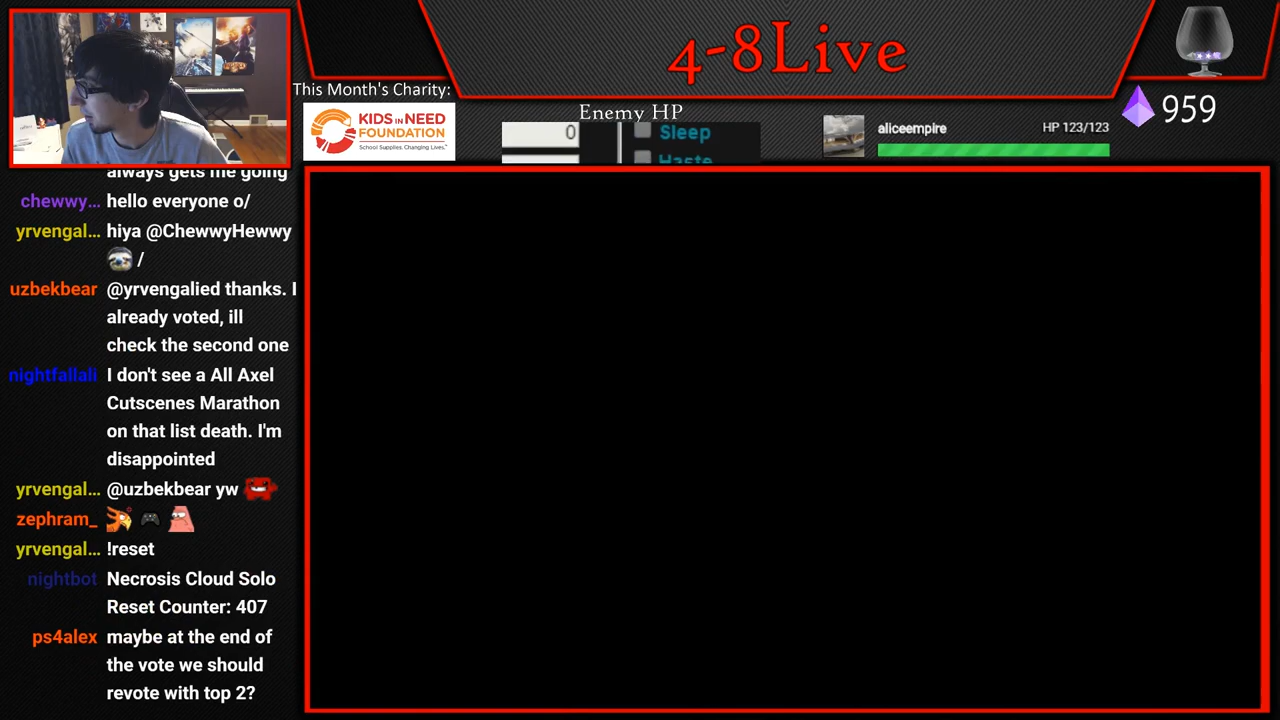 4-8Live
This Month's Charity:
KIDS IN NEED
FOUNDATION
School Supplies. Changing Lives.
Enemy HP
0
Sleep
Haste
aliceempire HP 123/123
959
always gets me going
chewwy... hello everyone o/
yrvengal... hiya @ChewwyHewwy
/
uzbekbear @yrvengalied thanks. I
already voted, ill
check the second one
nightfallali I don't see a All Axel
Cutscenes Marathon
on that list death. I'm
disappointed
yrvengal... @uzbekbear yw
zephram_
yrvengal... !reset
nightbot Necrosis Cloud Solo
Reset Counter: 407
ps4alex maybe at the end of
the vote we should
revote with top 2?